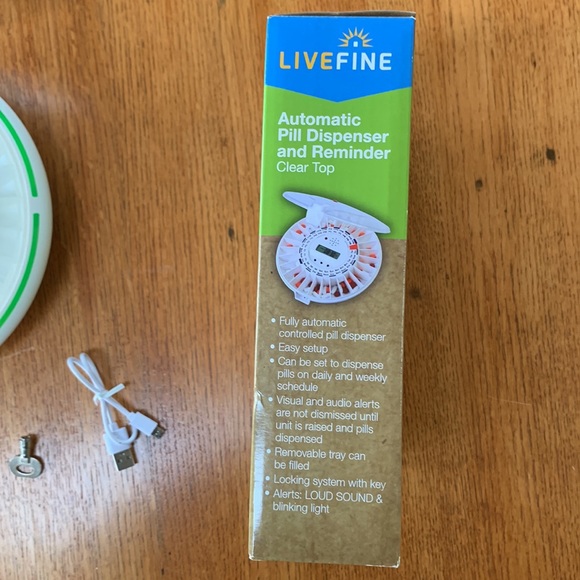 LIVEFINE
Automatic
Pill Dispenser
and Reminder
Clear Top
• Fully automatic
controlled pill dispenser
• Easy setup
• Can be set to dispense
pills on daily and weekly
schedule
• Visual and audio alerts
are not dismissed until
unit is raised and pills
dispensed
• Removable tray can
be filled
• Locking system with key
• Alerts: LOUD SOUND &
blinking light